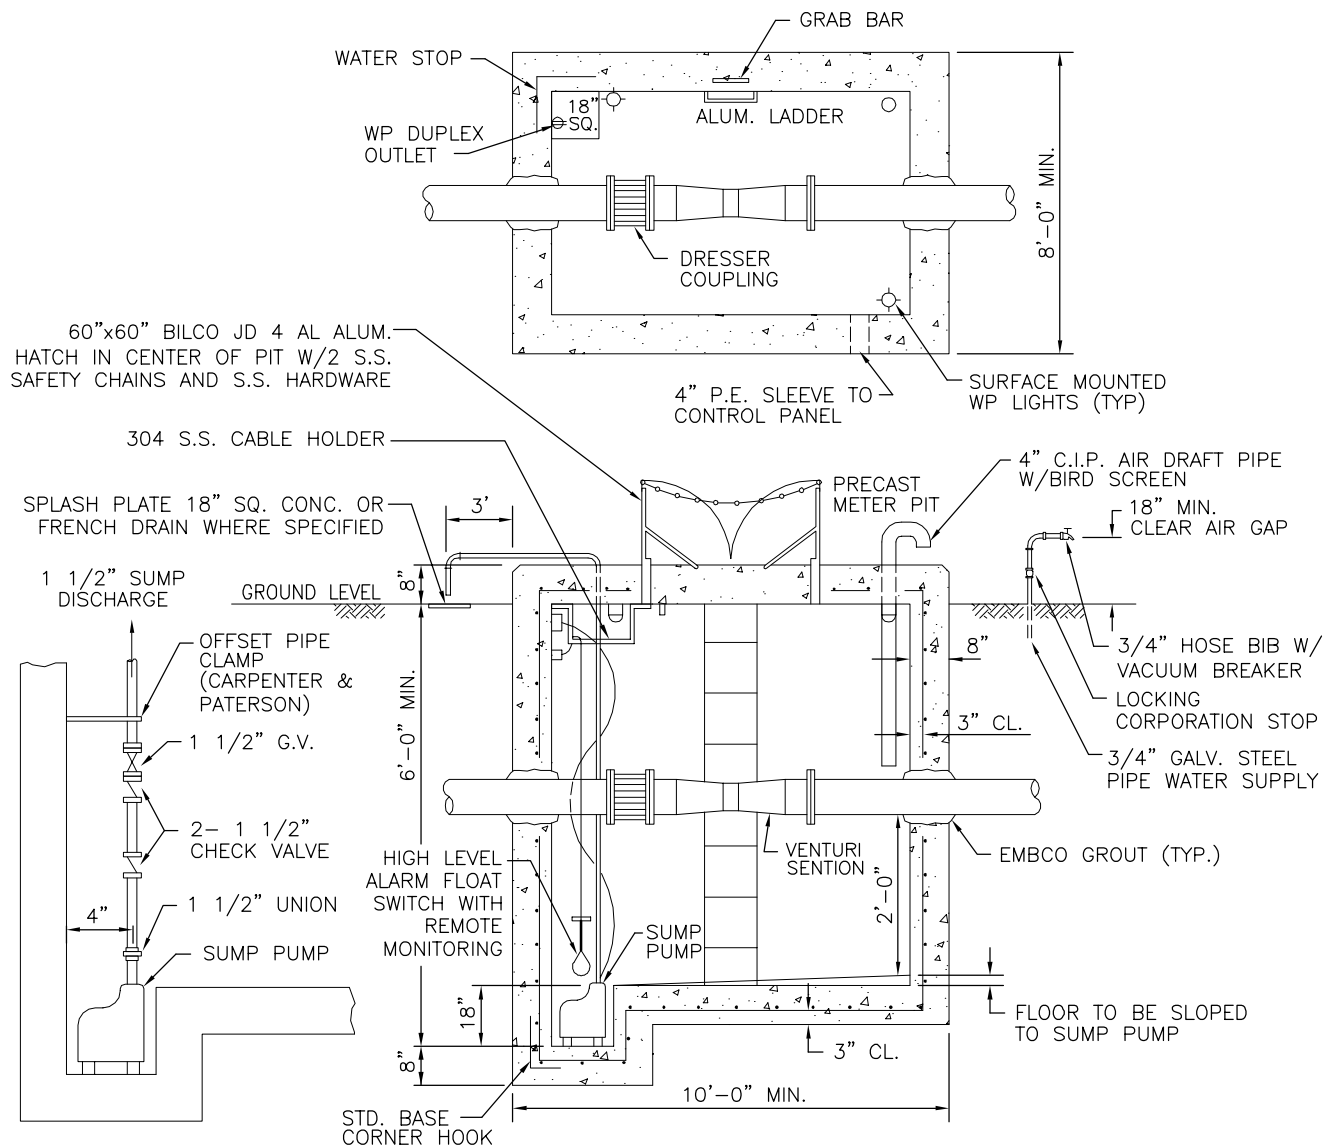 GRAB BAR
WATER STOP
18"
SQ.
ALUM. LADDER
WP DUPLEX
OUTLET
8'-0" MIN.
DRESSER
COUPLING
60"x60" BILCO JD 4 AL ALUM.
HATCH IN CENTER OF PIT W/2 S.S.
SAFETY CHAINS AND S.S. HARDWARE
4" P.E. SLEEVE TO
CONTROL PANEL
SURFACE MOUNTED
WP LIGHTS (TYP)
304 S.S. CABLE HOLDER
4" C.I.P. AIR DRAFT PIPE
W/BIRD SCREEN
PRECAST
METER PIT
SPLASH PLATE 18" SQ. CONC. OR
FRENCH DRAIN WHERE SPECIFIED
3'
18" MIN.
CLEAR AIR GAP
1 1/2" SUMP
DISCHARGE
GROUND LEVEL
8"
OFFSET PIPE
CLAMP
(CARPENTER &
PATERSON)
8"
3/4" HOSE BIB W/
VACUUM BREAKER
LOCKING
CORPORATION STOP
3" CL.
1 1/2" G.V.
6'-0" MIN.
3/4" GALV. STEEL
PIPE WATER SUPPLY
2- 1 1/2"
CHECK VALVE
HIGH LEVEL
ALARM FLOAT
SWITCH WITH
REMOTE
MONITORING
VENTURI
SENTION
EMBCO GROUT (TYP.)
2'-0"
4"
1 1/2" UNION
SUMP PUMP
SUMP
PUMP
18"
FLOOR TO BE SLOPED
TO SUMP PUMP
8"
3" CL.
10'-0" MIN.
STD. BASE
CORNER HOOK